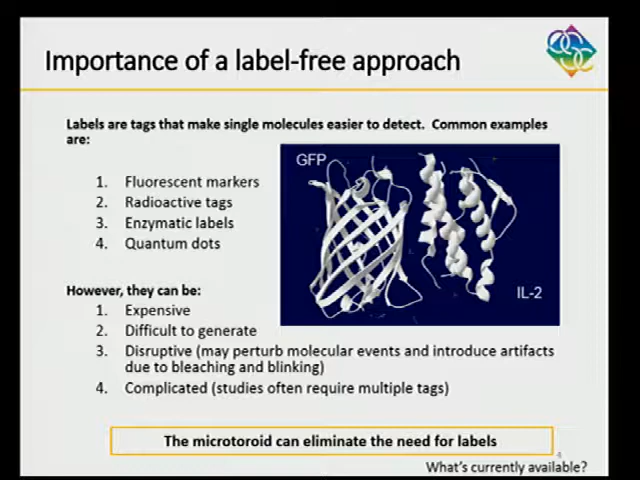 Importance of a label-free approach
Labels are tags that make single molecules easier to detect. Common examples
are:
1. Fluorescent markers
2. Radioactive tags
3. Enzymatic labels
4. Quantum dots
GFP
IL-2
However, they can be:
1. Expensive
2. Difficult to generate
3. Disruptive (may perturb molecular events and introduce artifacts
due to bleaching and blinking)
4. Complicated (studies often require multiple tags)
The microtoroid can eliminate the need for labels
4
What's currently available?